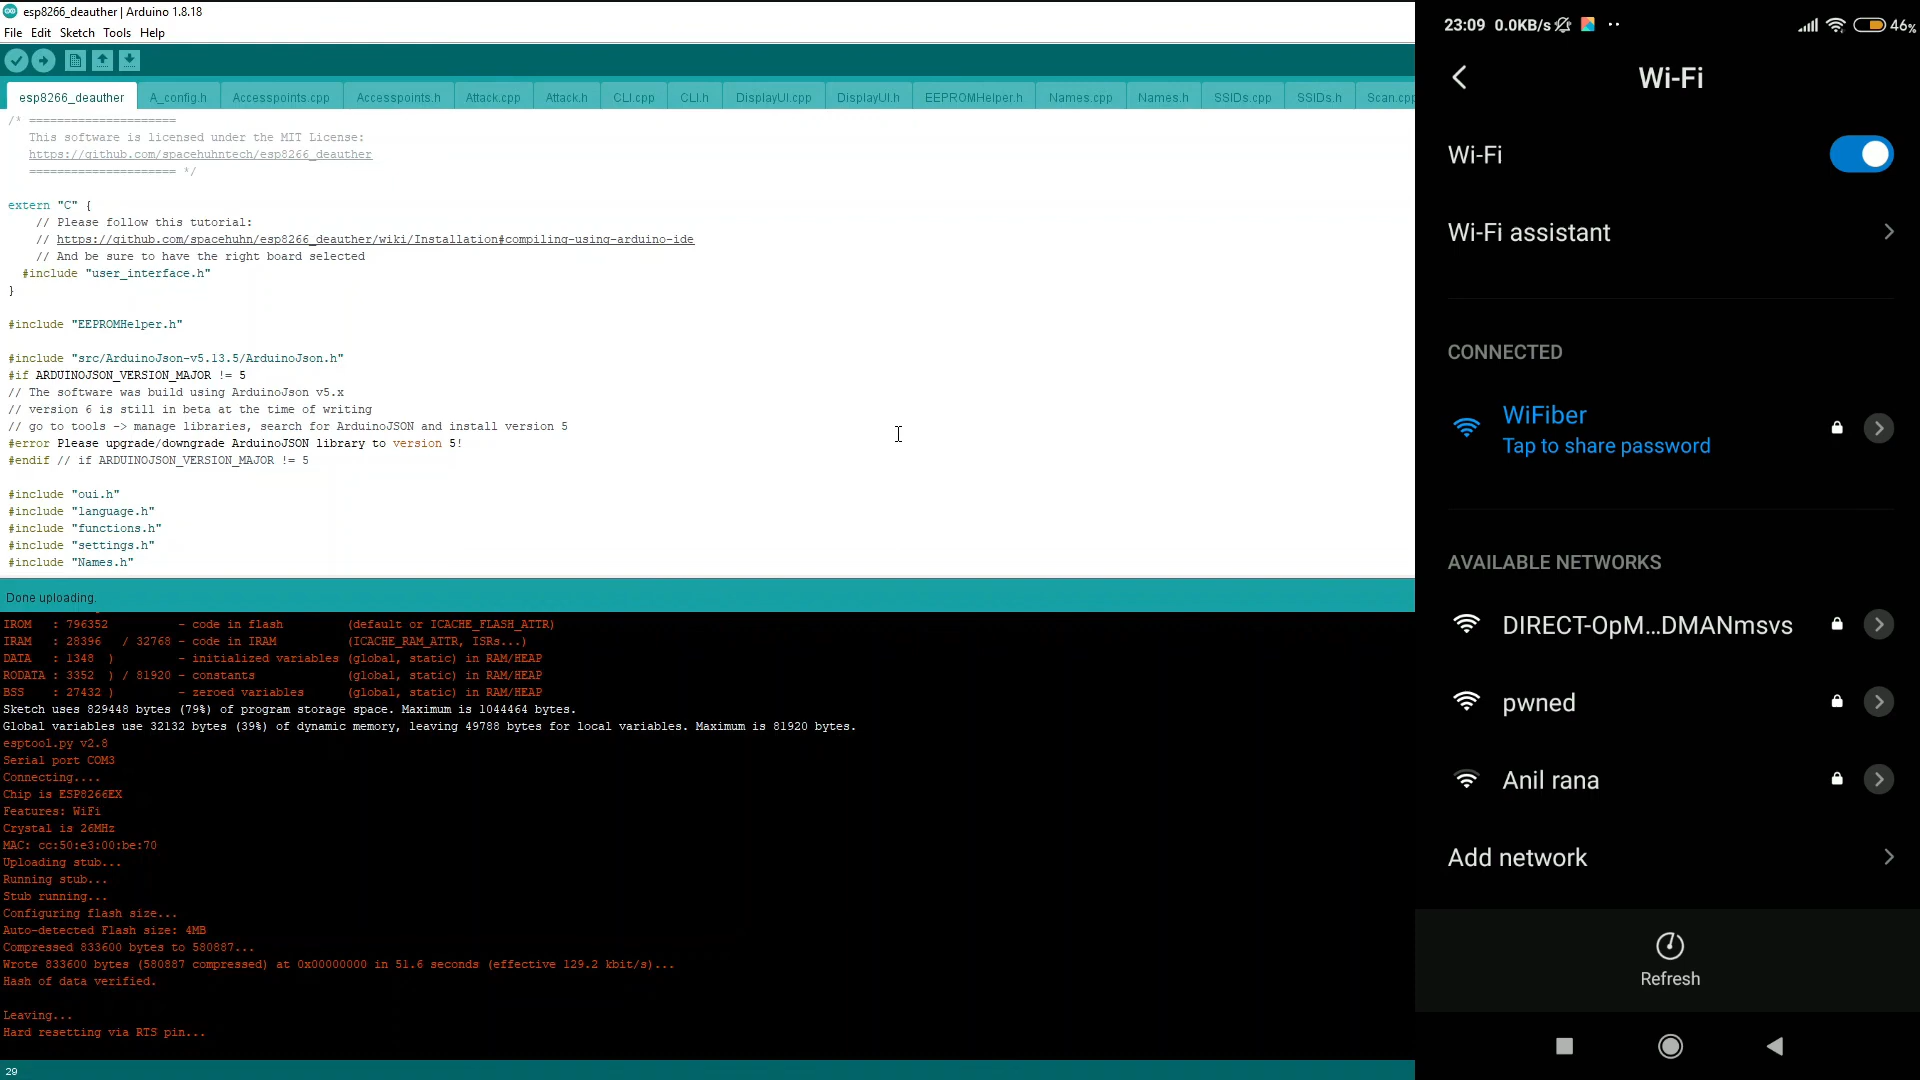 esp8266_deauther | Arduino 1.8.18
File Edit Sketch Tools Help
esp8266_deauther A_config.h Accesspoints.cpp Accesspoints.h Attack.cpp Attack.h CLI.cpp CLI.h DisplayUI.cpp DisplayUI.h EEPROMHelper.h Names.cpp Names.h SSIDs.cpp SSIDs.h Scan.cpp
/* =====================
This software is licensed under the MIT License:
https://github.com/spacehuhntech/esp8266_deauther
===================== */
extern "C" {
// Please follow this tutorial:
// https://github.com/spacehuhn/esp8266_deauther/wiki/Installation#compiling-using-arduino-ide
// And be sure to have the right board selected
#include "user_interface.h"
}
#include "EEPROMHelper.h"
#include "src/ArduinoJson-v5.13.5/ArduinoJson.h"
#if ARDUINOJSON_VERSION_MAJOR != 5
// The software was build using ArduinoJson v5.x
// version 6 is still in beta at the time of writing
// go to tools -> manage libraries, search for ArduinoJSON and install version 5
#error Please upgrade/downgrade ArduinoJSON library to version 5!
#endif // if ARDUINOJSON_VERSION_MAJOR != 5
#include "oui.h"
#include "language.h"
#include "functions.h"
#include "settings.h"
#include "Names.h"
Done uploading.
IROM : 796352 - code in flash (default or ICACHE_FLASH_ATTR)
IRAM : 28396 / 32768 - code in IRAM (ICACHE_RAM_ATTR, ISRs...)
DATA : 1348 ) - initialized variables (global, static) in RAM/HEAP
RODATA : 3352 ) / 81920 - constants (global, static) in RAM/HEAP
BSS : 27432 ) - zeroed variables (global, static) in RAM/HEAP
Sketch uses 829448 bytes (79%) of program storage space. Maximum is 1044464 bytes.
Global variables use 32132 bytes (39%) of dynamic memory, leaving 49788 bytes for local variables. Maximum is 81920 bytes.
esptool.py v2.8
Serial port COM3
Connecting....
Chip is ESP8266EX
Features: WiFi
Crystal is 26MHz
MAC: cc:50:e3:00:be:70
Uploading stub...
Running stub...
Stub running...
Configuring flash size...
Auto-detected Flash size: 4MB
Compressed 833600 bytes to 580887...
Wrote 833600 bytes (580887 compressed) at 0x00000000 in 51.6 seconds (effective 129.2 kbit/s)...
Hash of data verified.
Leaving...
Hard resetting via RTS pin...
29
23:09 0.0KB/s 46%
Wi-Fi
Wi-Fi
Wi-Fi assistant
CONNECTED
WiFiber
Tap to share password
AVAILABLE NETWORKS
DIRECT-OpM...DMANmsvs
pwned
Anil rana
Add network
Refresh